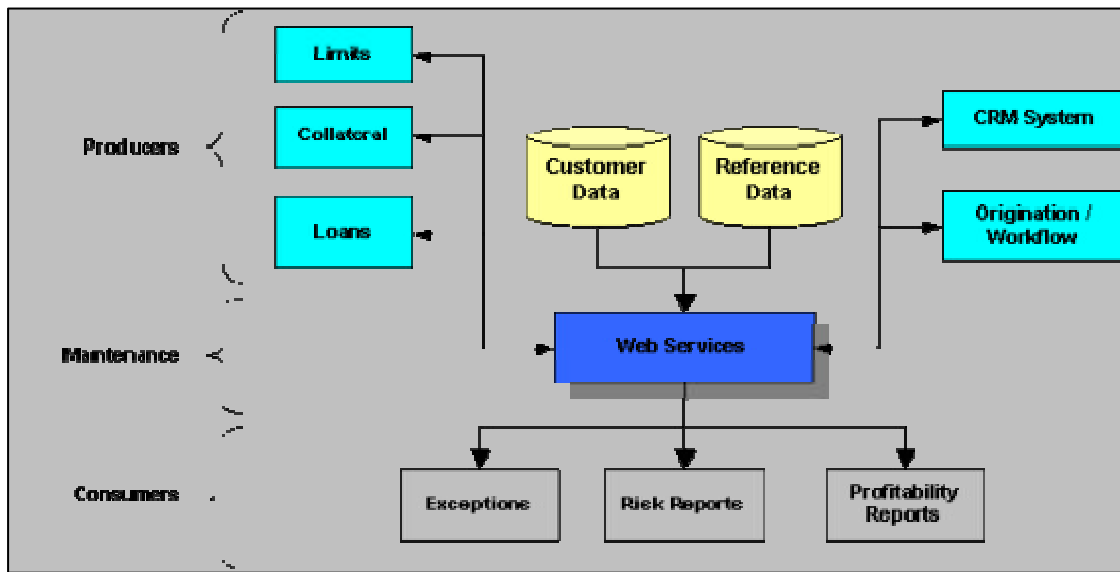 Limits
CRM System
Producers
Collateral
Customer
Data
Reference
Data
Loans
Origination /
Workflow
Maintenance
Web Services
Consumers
Exceptions
Risk Reports
Profitability
Reports